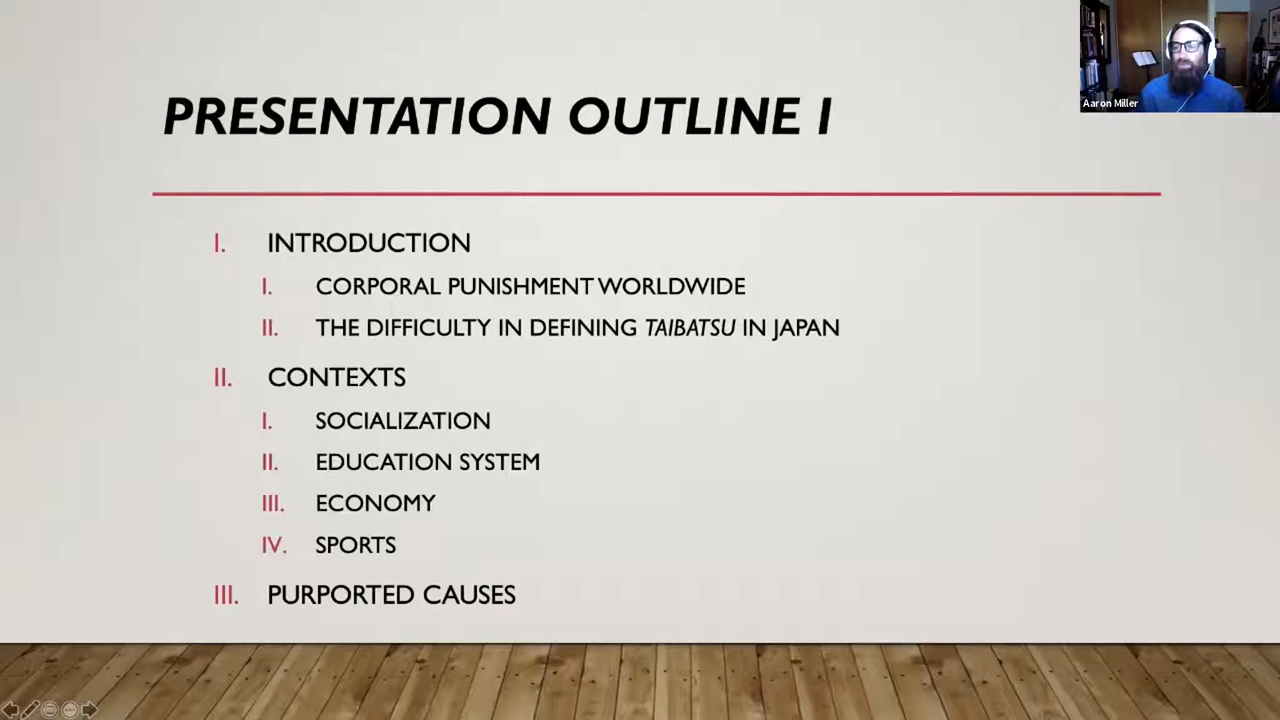 PRESENTATION OUTLINE I
Aaron Miller
I. INTRODUCTION
I. CORPORAL PUNISHMENT WORLDWIDE
II. THE DIFFICULTY IN DEFINING TAIBATSU IN JAPAN
II. CONTEXTS
I. SOCIALIZATION
II. EDUCATION SYSTEM
III. ECONOMY
IV. SPORTS
III. PURPORTED CAUSES